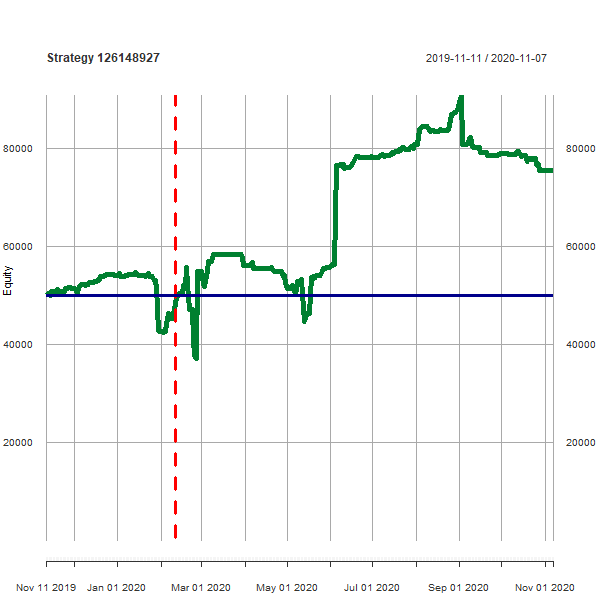 Strategy 126148927
2019-11-11 / 2020-11-07
80000
80000
60000
60000
Equity
40000
40000
20000
20000
Nov 11 2019
Jan 01 2020
Mar 01 2020
May 01 2020
Jul 01 2020
Sep 01 2020
Nov 01 2020